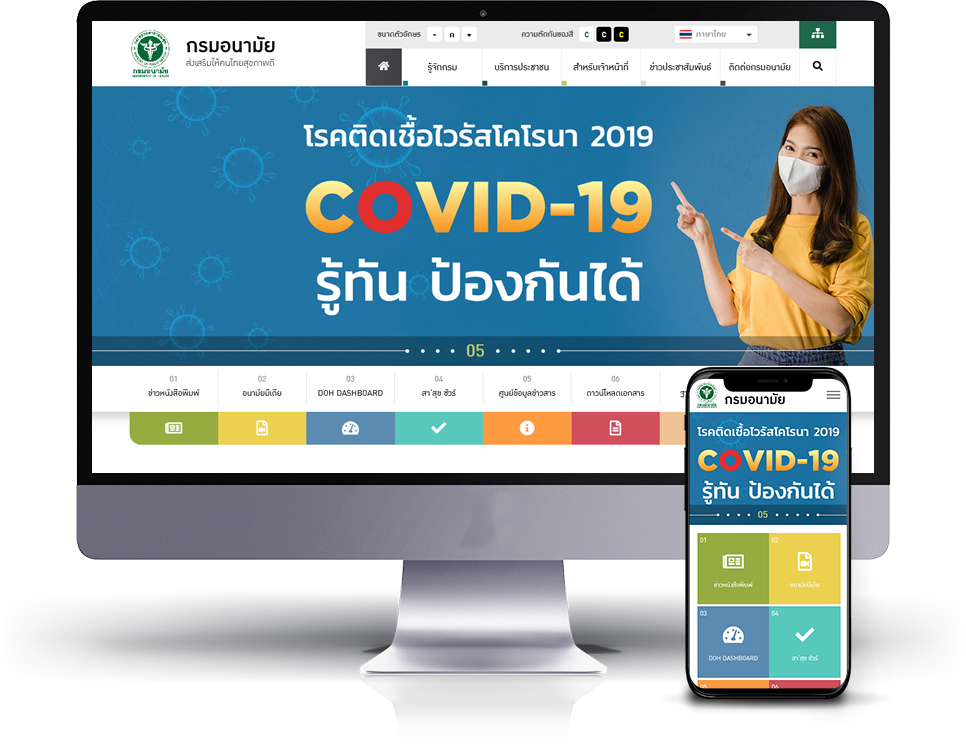 กรมอนามัย
ส่งเสริมให้คนไทยสุขภาพดี
ขนาดตัวอักษร - ก +
ความตัดกันของสี C C C
ภาษาไทย
รู้จักกรม
บริการประชาชน
สำหรับเจ้าหน้าที่
ข่าวประชาสัมพันธ์
ติดต่อกรมอนามัย
โรคติดเชื้อไวรัสโคโรนา 2019
COVID-19
รู้ทัน ป้องกันได้
05
01
ข่าวหนังสือพิมพ์
02
อนามัยมีเดีย
03
DOH DASHBOARD
04
สา'สุข ชัวร์
05
ศูนย์ข้อมูลข่าวสาร
06
ดาวน์โหลดเอกสาร
กรมอนามัย
โรคติดเชื้อไวรัสโคโรนา 2019
COVID-19
รู้ทัน ป้องกันได้
05
01
ข่าวหนังสือพิมพ์
02
อนามัยมีเดีย
03
DOH DASHBOARD
04
สา'สุข ชัวร์
05
06